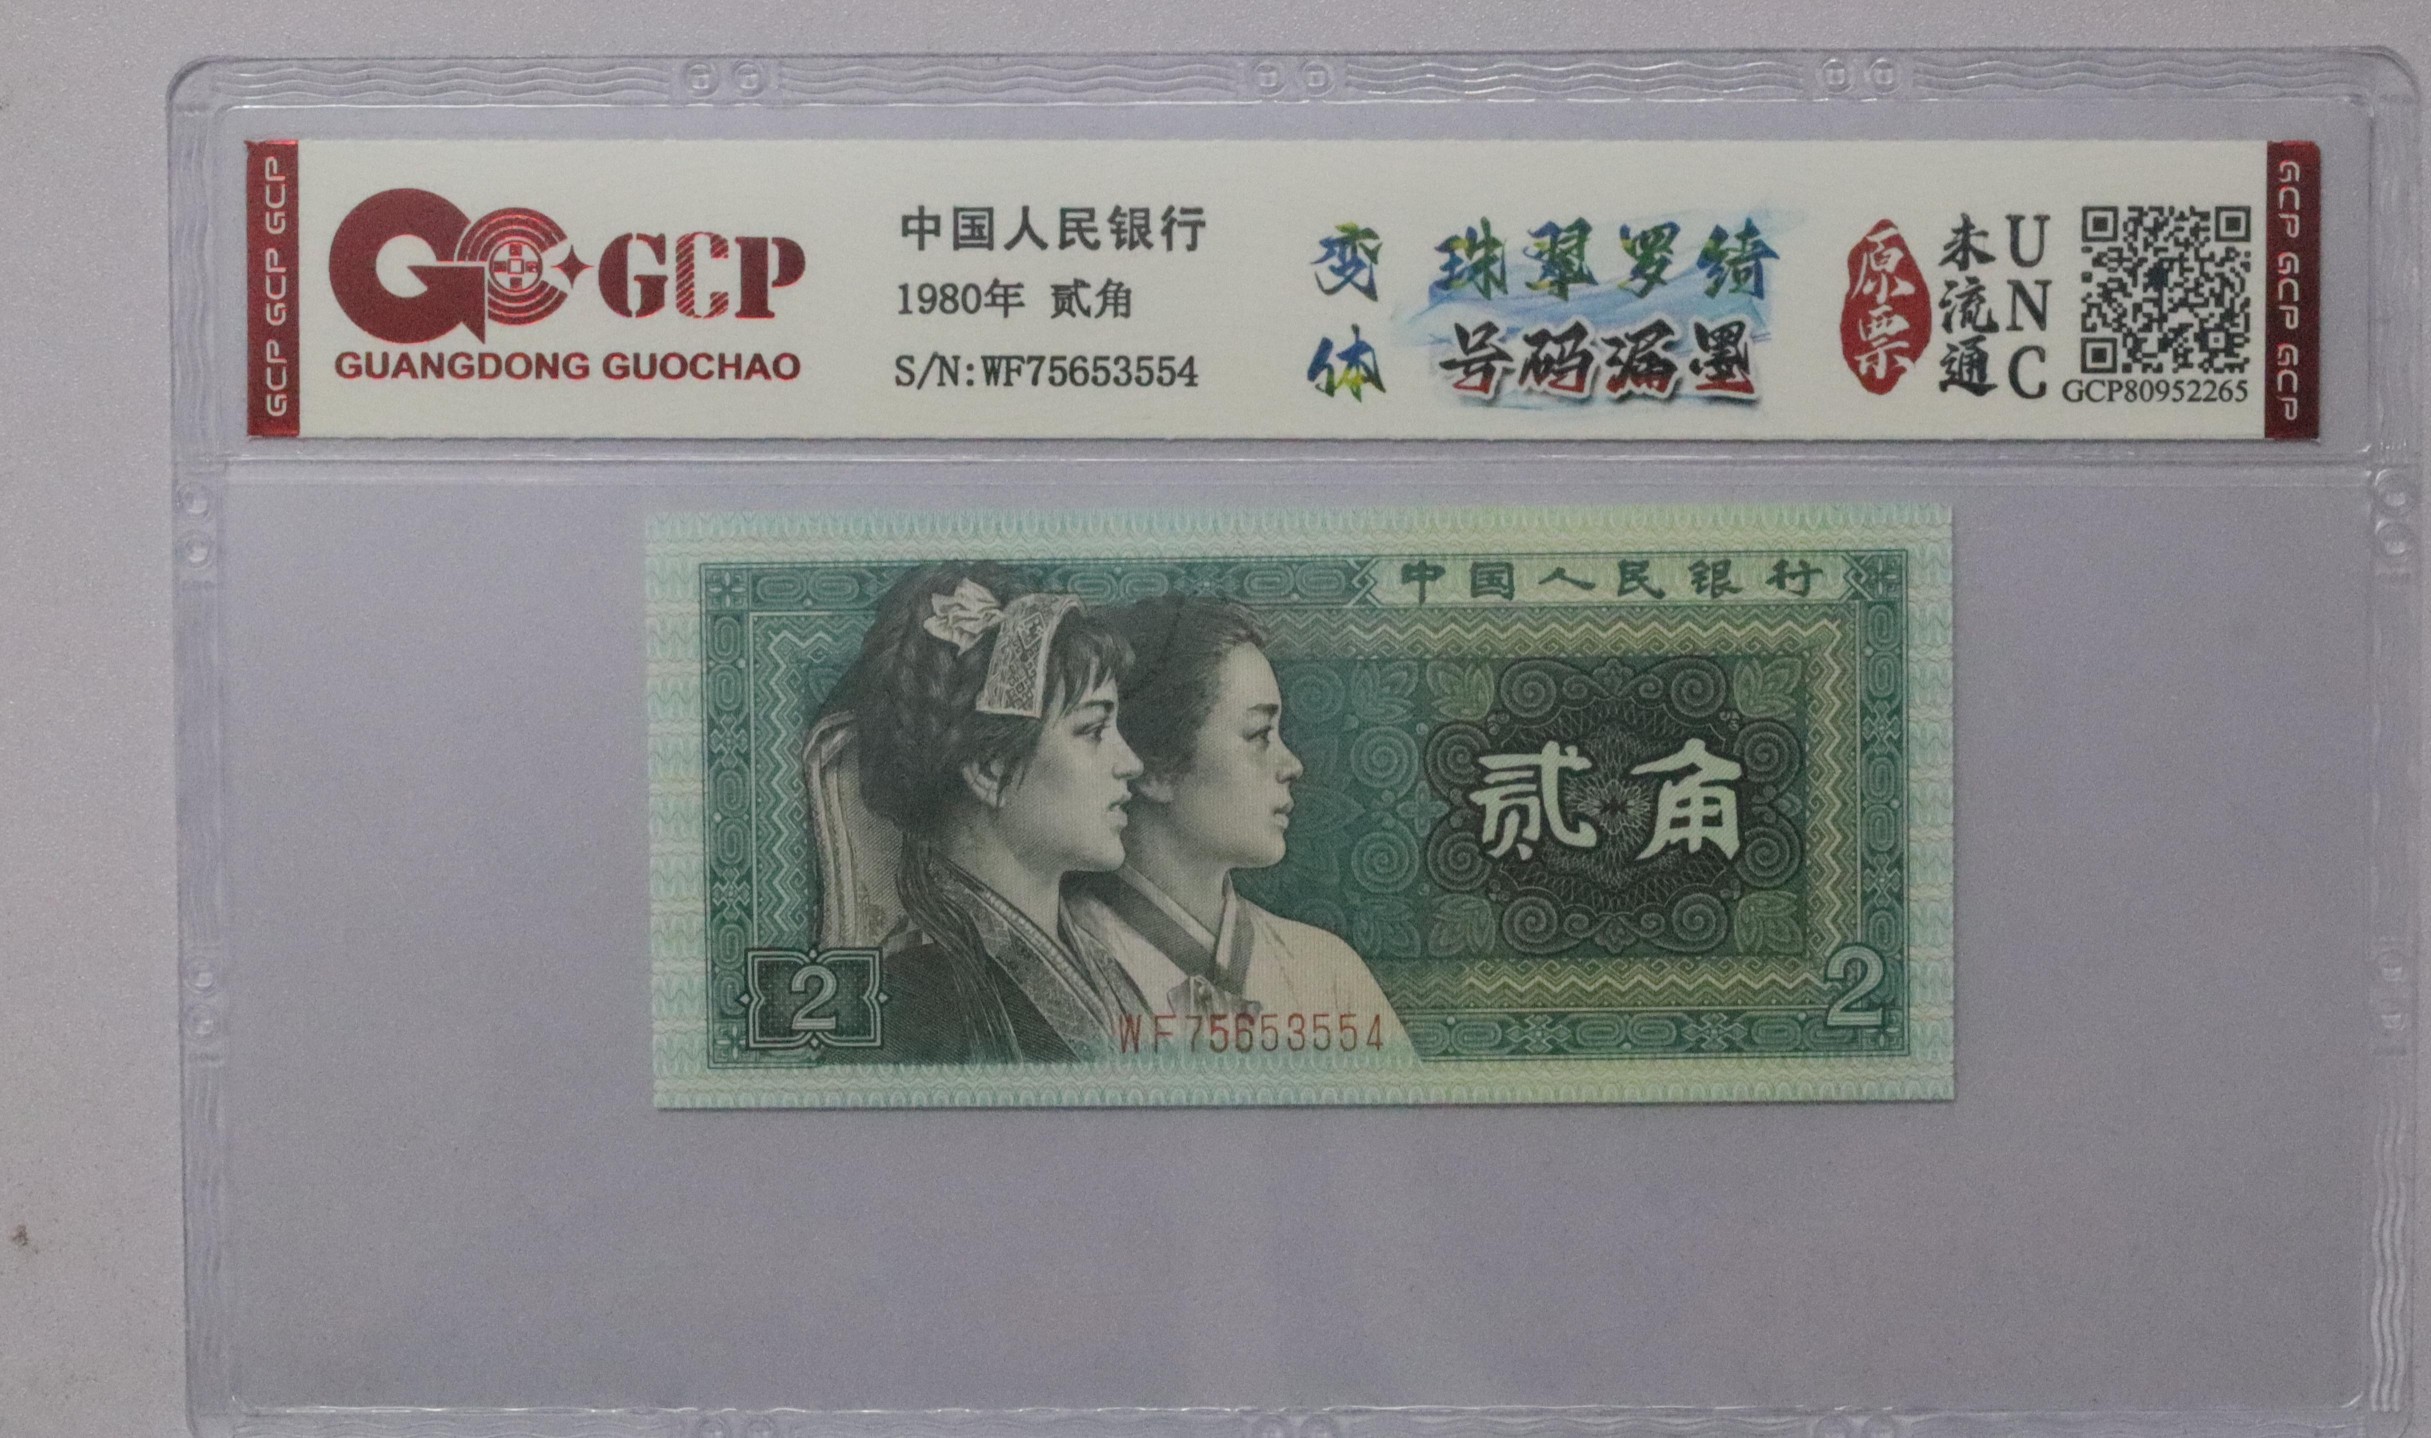 GCP GCP GCP
GCP
GUANGDONG GUOCHAO
中国人民银行
1980年 贰角
S/N:WF75653554
变体
珠翠罗绮
号码漏墨
原票
未流通
UNC
GCP80952265
GCP GCP GCP
中国人民银行
贰角
2
2
WF75653554